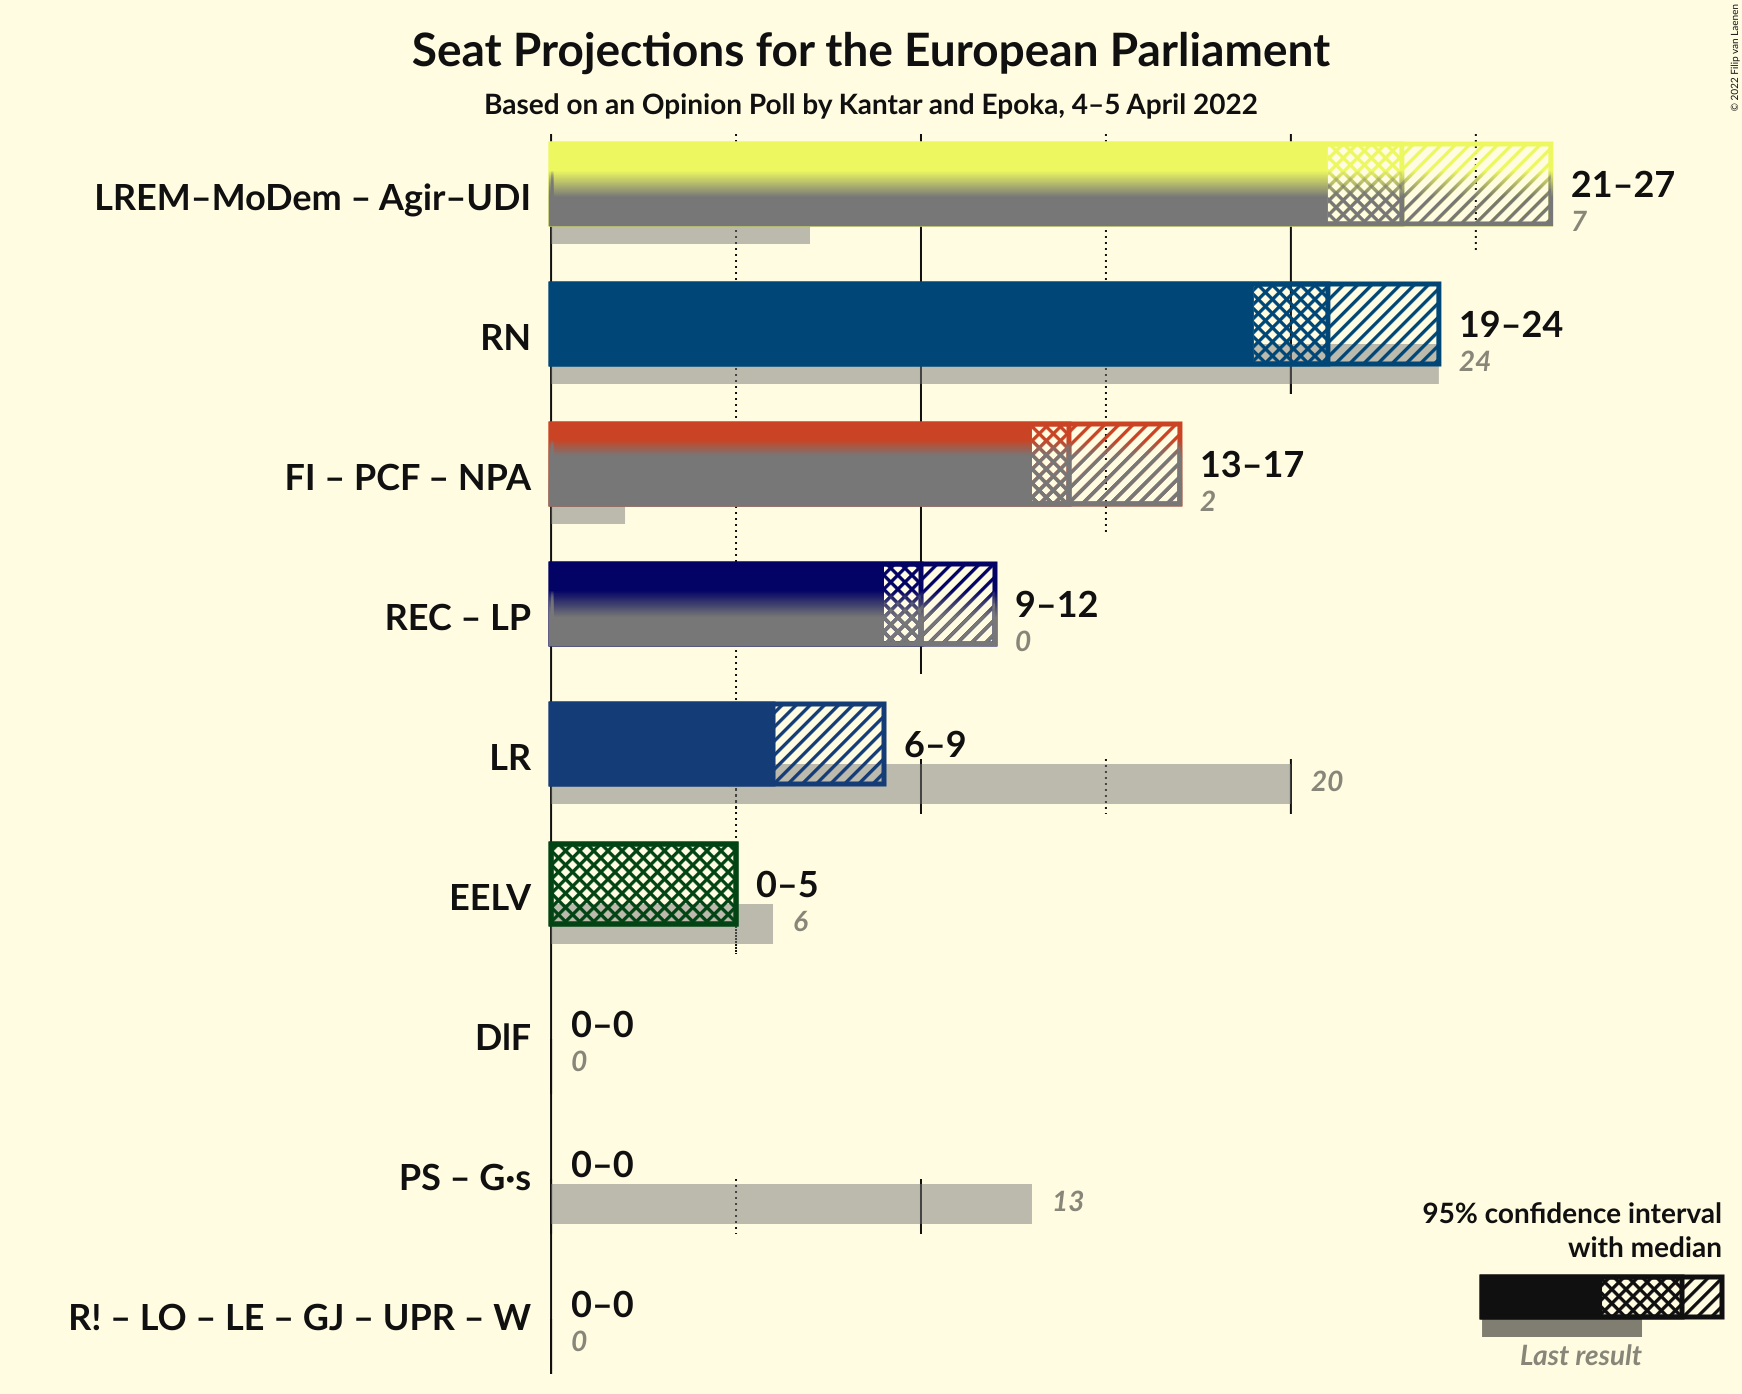 Seat Projections for the European Parliament
Based on an Opinion Poll by Kantar and Epoka, 4–5 April 2022
© 2022 Filip van Laenen
LREM–MoDem – Agir–UDI
21–27
7
RN
19–24
24
FI – PCF – NPA
13–17
2
REC – LP
9–12
0
LR
6–9
20
EELV
0–5
6
DlF
0–0
0
PS – G·s
0–0
13
R! – LO – LE – GJ – UPR – W
0–0
0
95% confidence interval
with median
Last result